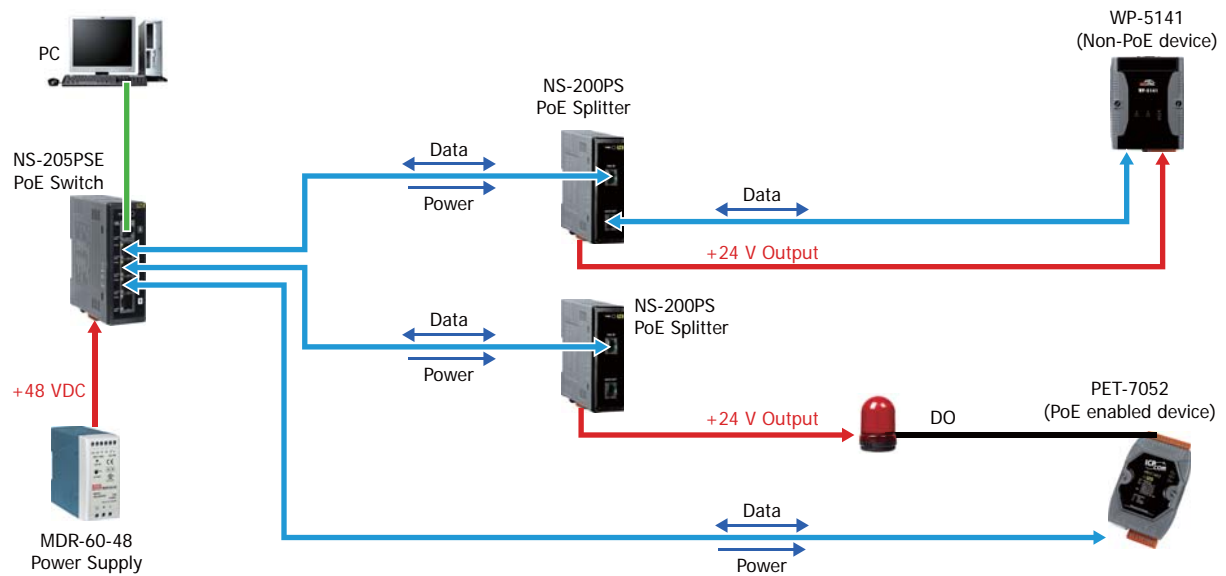 PC
WP-5141
(Non-PoE device)
WP-5141
NS-200PS
PoE Splitter
NS-205PSE
PoE Switch
Data
Power
Data
+24 V Output
NS-200PS
PoE Splitter
Data
Power
+48 VDC
+24 V Output
DO
PET-7052
(PoE enabled device)
Data
Power
MDR-60-48
Power Supply